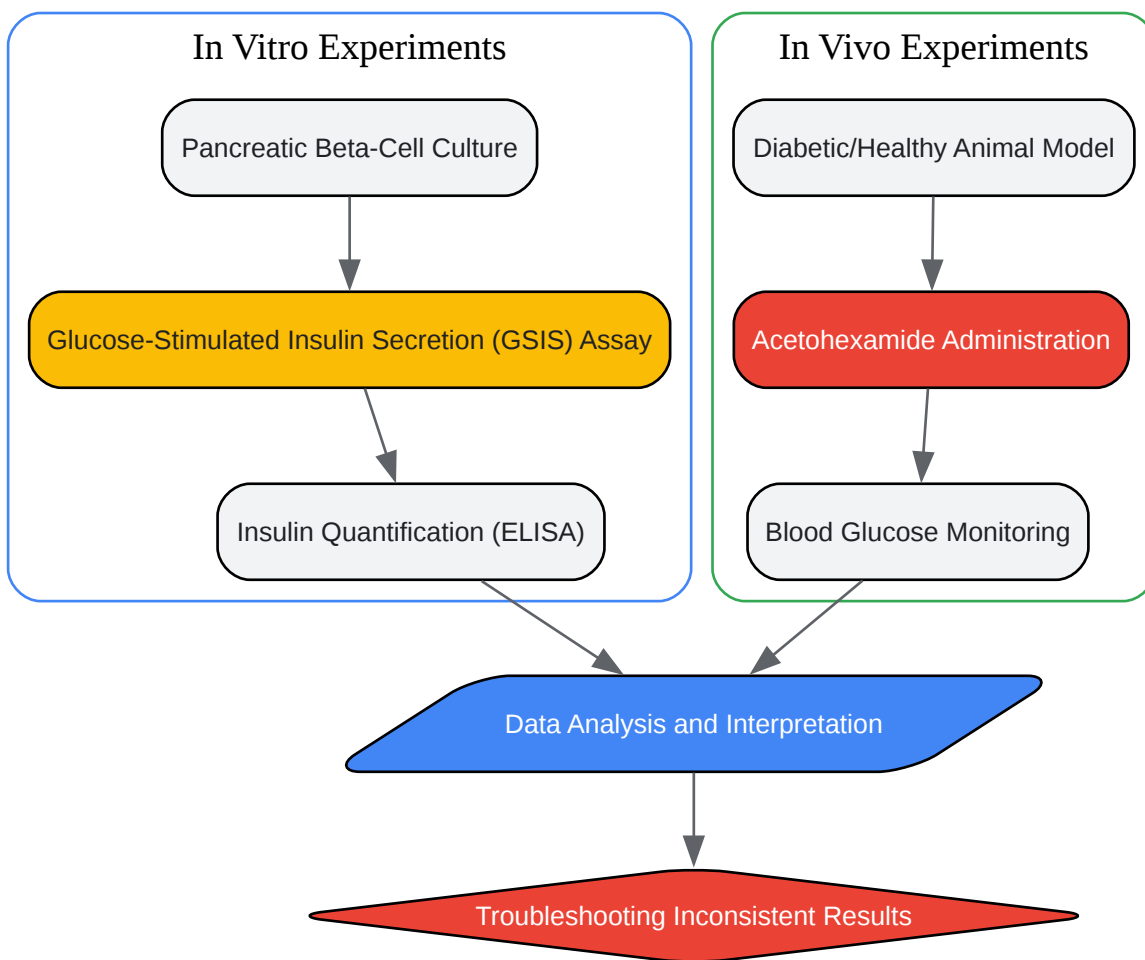 In Vitro Experiments
Pancreatic Beta-Cell Culture
Glucose-Stimulated Insulin Secretion (GSIS) Assay
Insulin Quantification (ELISA)
In Vivo Experiments
Diabetic/Healthy Animal Model
Acetohexamide Administration
Blood Glucose Monitoring
Data Analysis and Interpretation
Troubleshooting Inconsistent Results